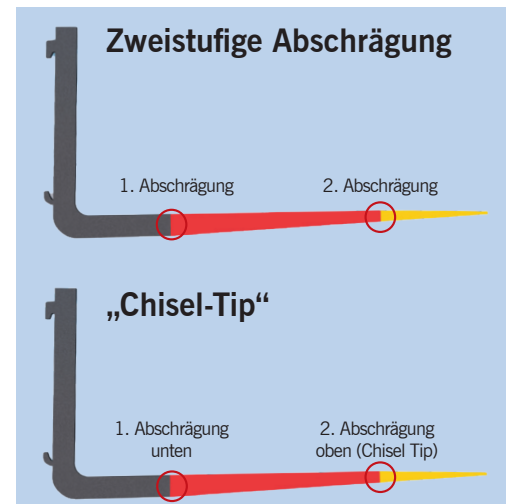 Zweistufige Abschrägung
1. Abschrägung
2. Abschrägung
„Chisel-Tip“
1. Abschrägung
unten
2. Abschrägung
oben (Chisel Tip)